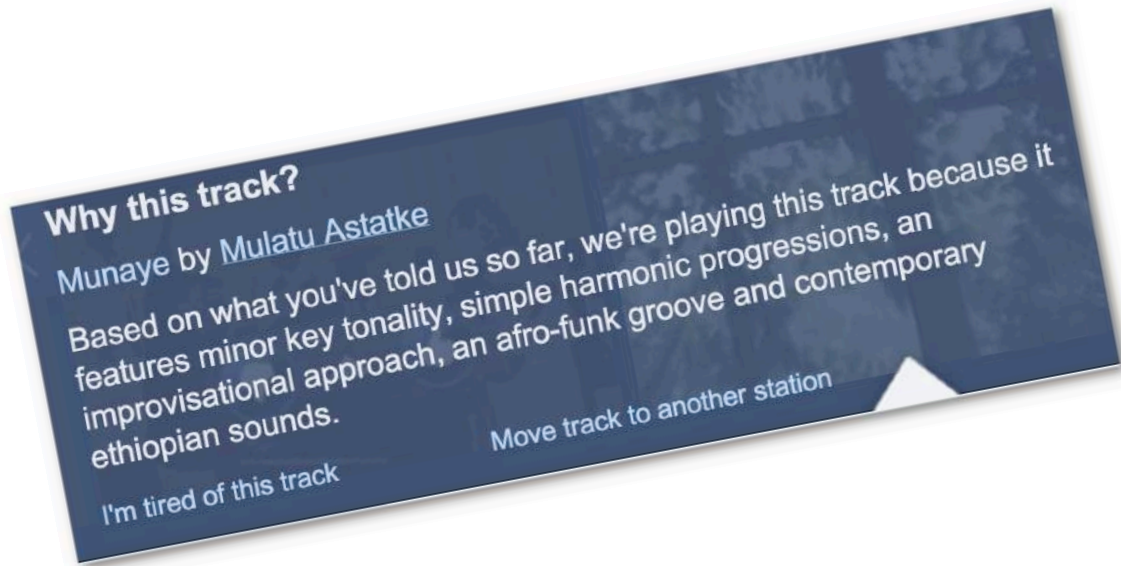 Why this track?
Munaye by Mulatu Astatke
Based on what you've told us so far, we're playing this track because it
features minor key tonality, simple harmonic progressions, an
improvisational approach, an afro-funk groove and contemporary
ethiopian sounds.
I'm tired of this track
Move track to another station